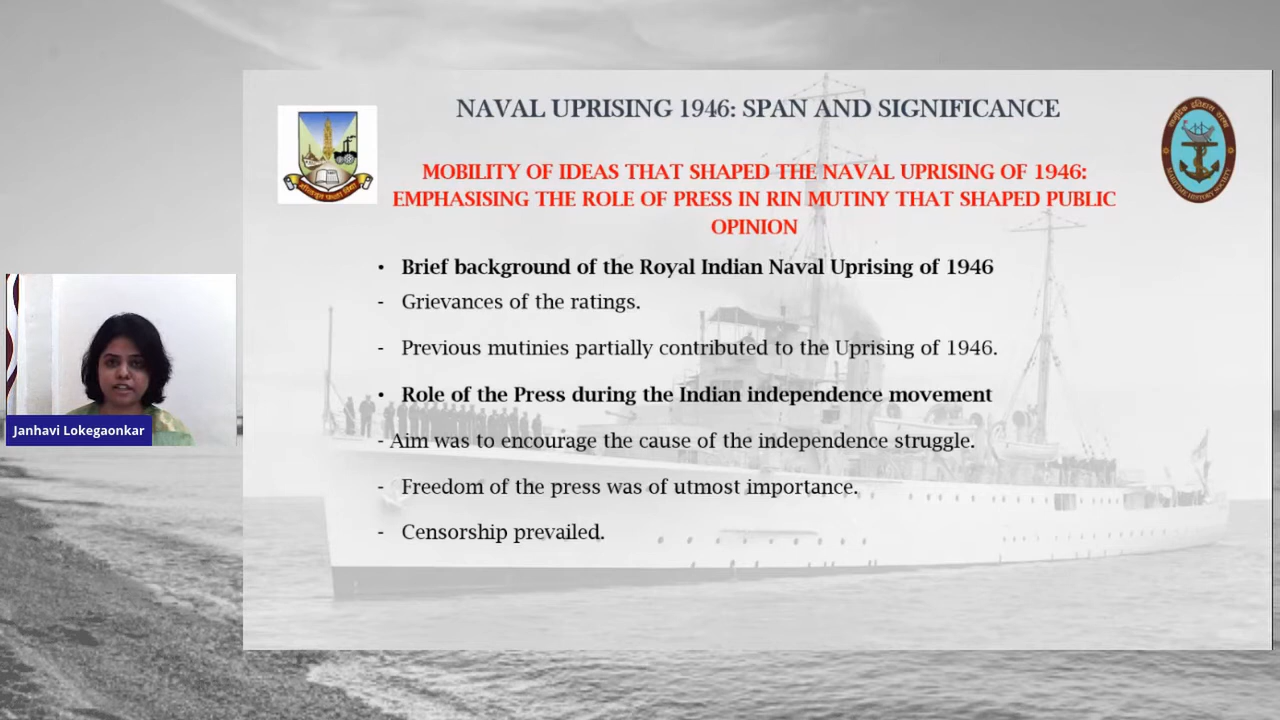 NAVAL UPRISING 1946: SPAN AND SIGNIFICANCE
MOBILITY OF IDEAS THAT SHAPED THE NAVAL UPRISING OF 1946:
EMPHASISING THE ROLE OF PRESS IN RIN MUTINY THAT SHAPED PUBLIC
OPINION
• Brief background of the Royal Indian Naval Uprising of 1946
- Grievances of the ratings.
- Previous mutinies partially contributed to the Uprising of 1946.
• Role of the Press during the Indian independence movement
- Aim was to encourage the cause of the independence struggle.
- Freedom of the press was of utmost importance.
- Censorship prevailed.
Janhavi Lokegaonkar
MARITIME HISTORY SOCIETY